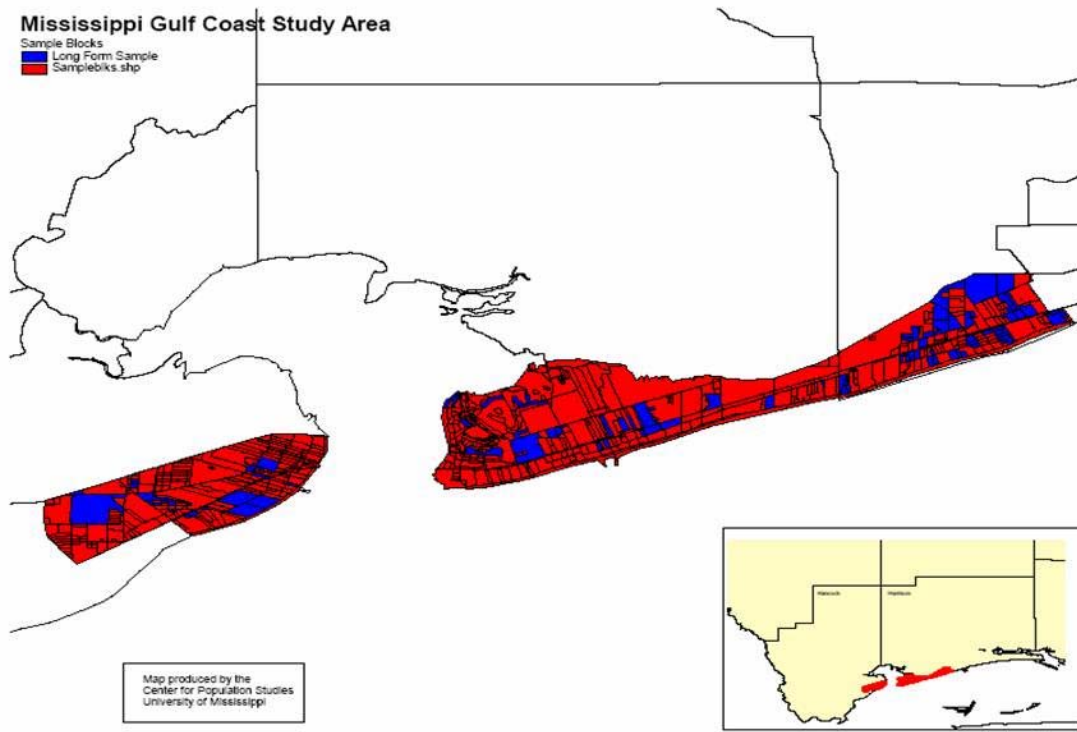 Mississippi Gulf Coast Study Area
Sample Blocks
Long Form Sample
Sampleblks.shp
Map produced by the
Center for Population Studies
University of Mississippi
Hancock
Harrison